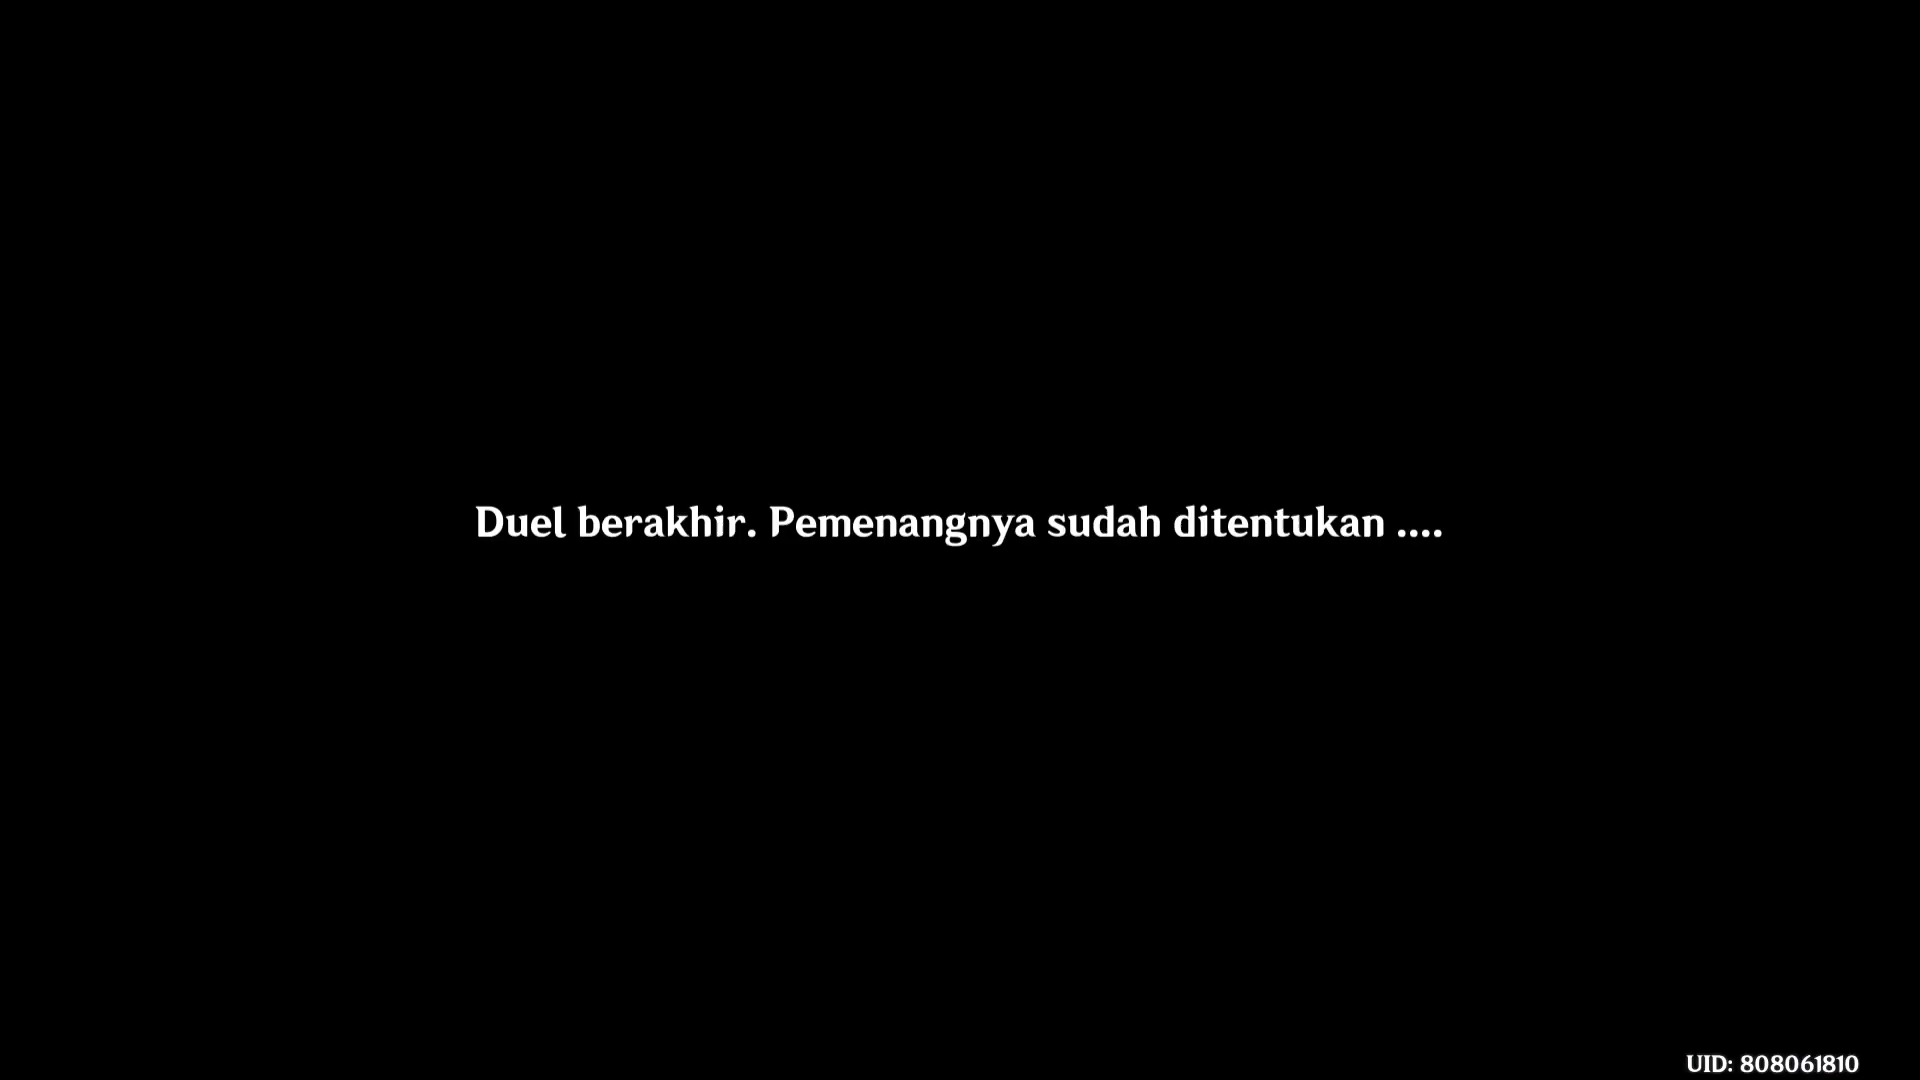 Duel berakhir. Pemenangnya sudah ditentukan ....
UID: 808061810